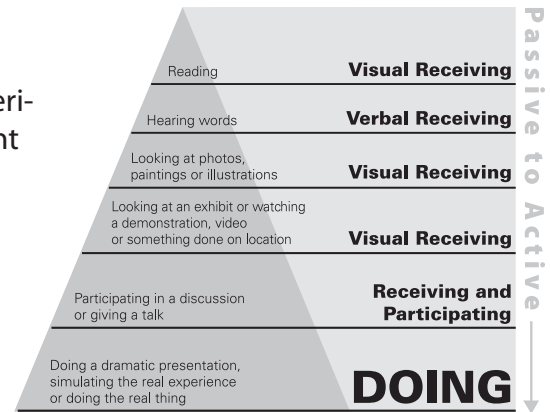 eri-
nt
Reading
Visual Receiving
Hearing words
Verbal Receiving
Looking at photos,
paintings or illustrations
Visual Receiving
Looking at an exhibit or watching
a demonstration, video
or something done on location
Visual Receiving
Participating in a discussion
or giving a talk
Receiving and
Participating
Doing a dramatic presentation,
simulating the real experience
or doing the real thing
DOING
Passive to Active